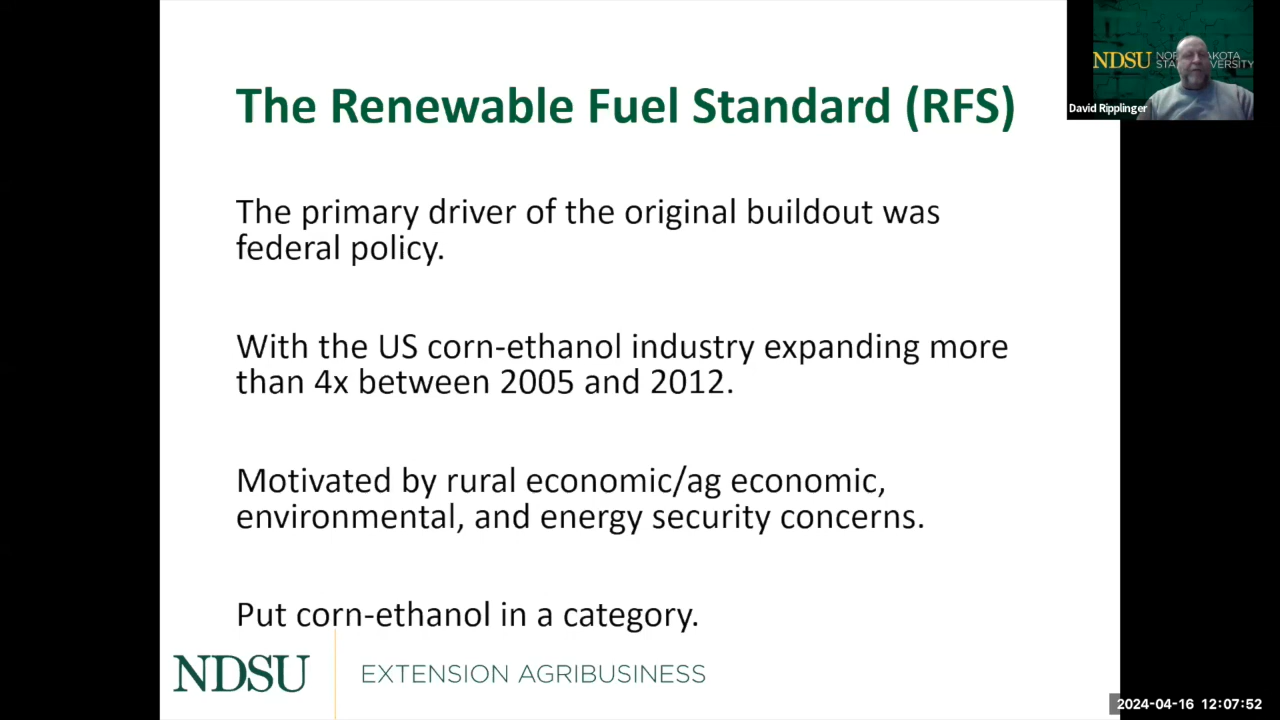 The Renewable Fuel Standard (RFS)
The primary driver of the original buildout was
federal policy.
With the US corn-ethanol industry expanding more
than 4x between 2005 and 2012.
Motivated by rural economic/ag economic,
environmental, and energy security concerns.
Put corn-ethanol in a category.
NDSU
EXTENSION AGRIBUSINESS
NDSU
David Ripplinger
2024-04-16 12:07:52